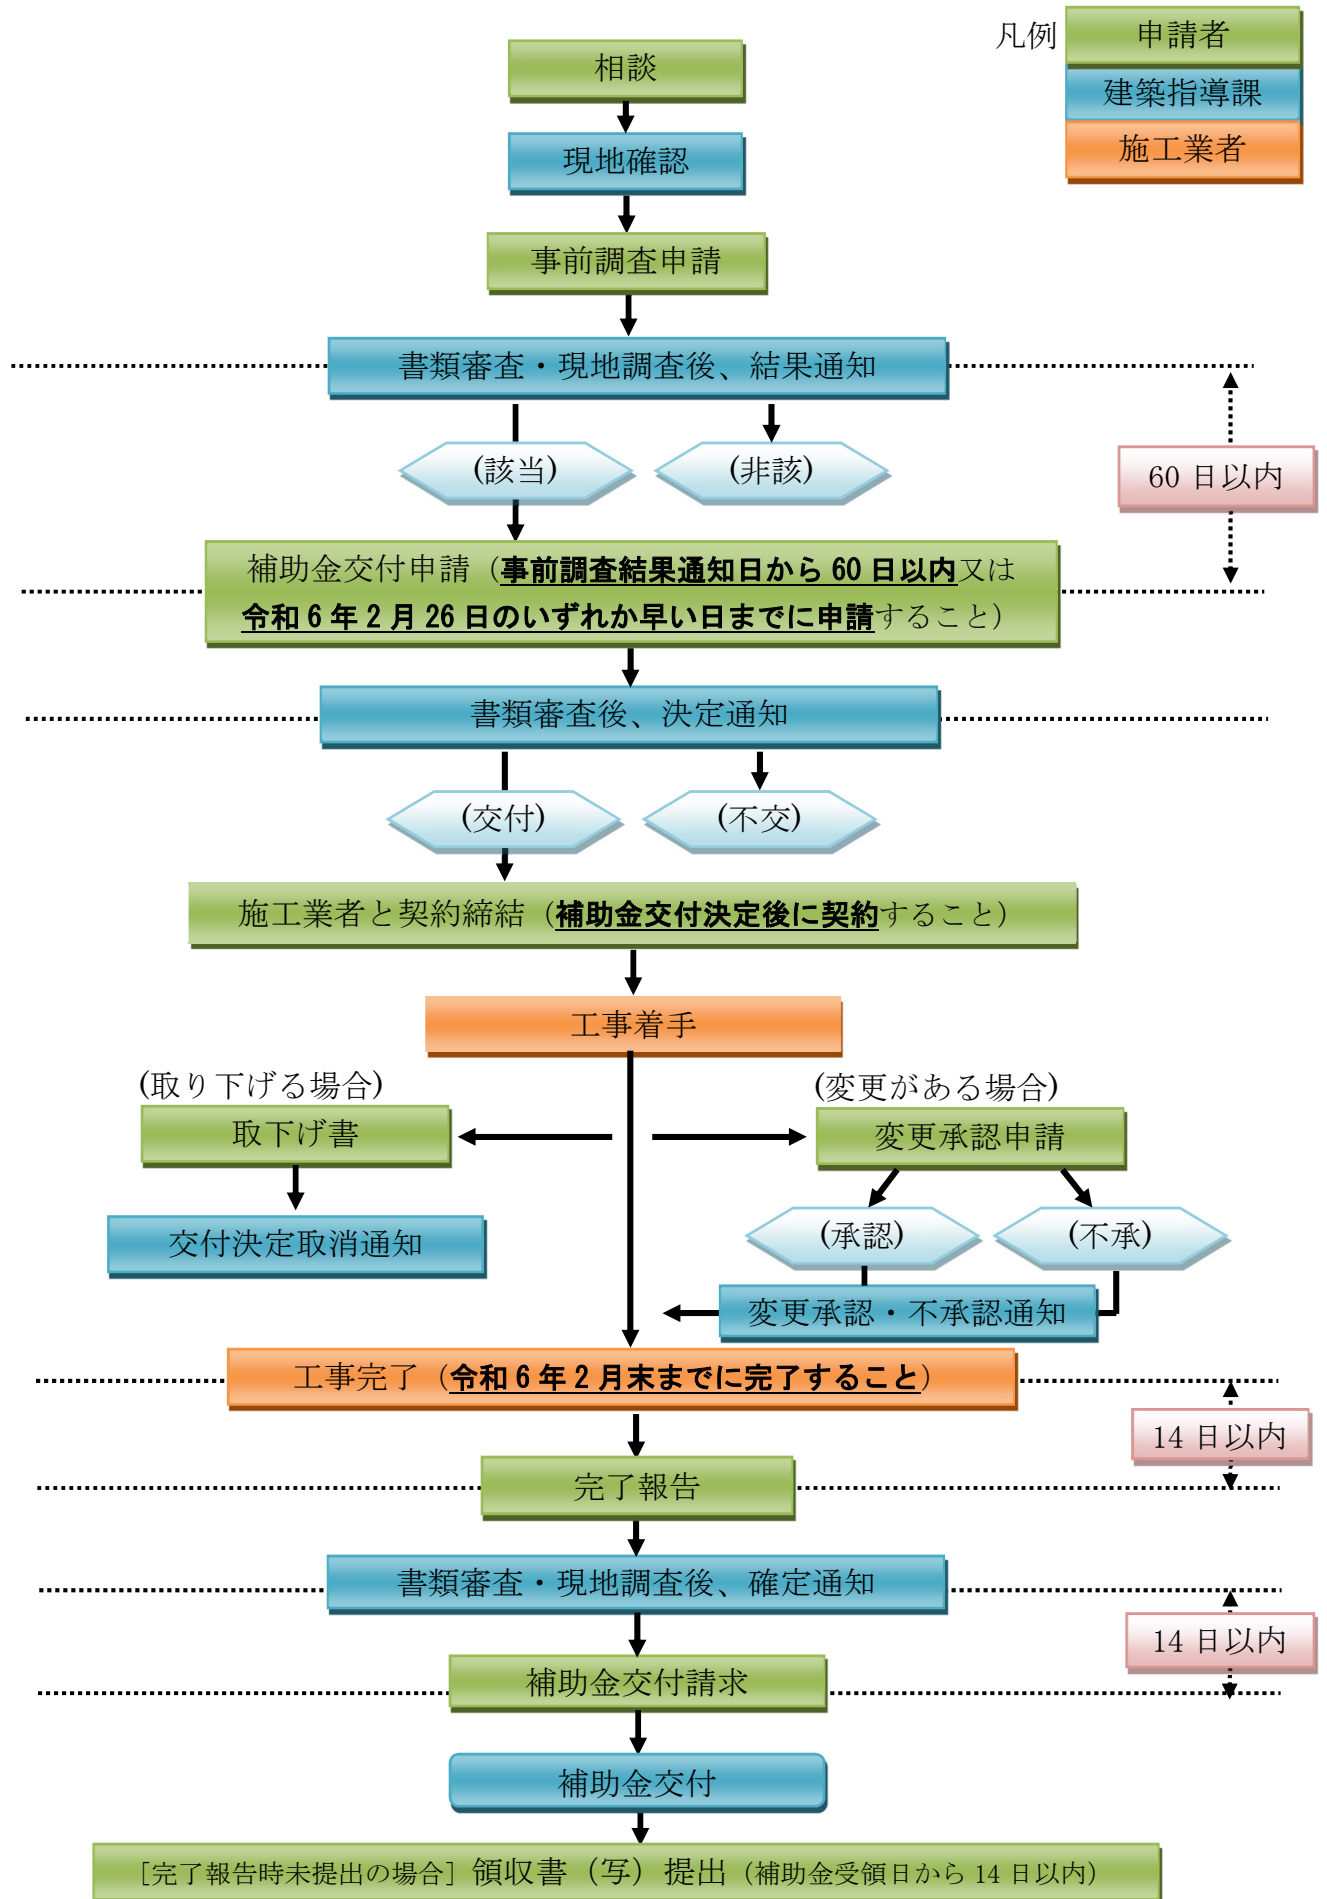 凡例
申請者
建築指導課
施工業者
相談
現地確認
事前調査申請
書類審査・現地調査後、結果通知
(該当)
(非該)
60 日以内
補助金交付申請（事前調査結果通知日から 60 日以内又は
令和 6 年 2 月 26 日のいずれか早い日までに申請すること）
書類審査後、決定通知
(交付)
(不交)
施工業者と契約締結（補助金交付決定後に契約すること）
工事着手
(取り下げる場合)
(変更がある場合)
取下げ書
変更承認申請
(承認)
(不承)
交付決定取消通知
変更承認・不承認通知
工事完了（令和 6 年 2 月末までに完了すること）
14 日以内
完了報告
書類審査・現地調査後、確定通知
14 日以内
補助金交付請求
補助金交付
［完了報告時未提出の場合］領収書（写）提出（補助金受領日から 14 日以内）